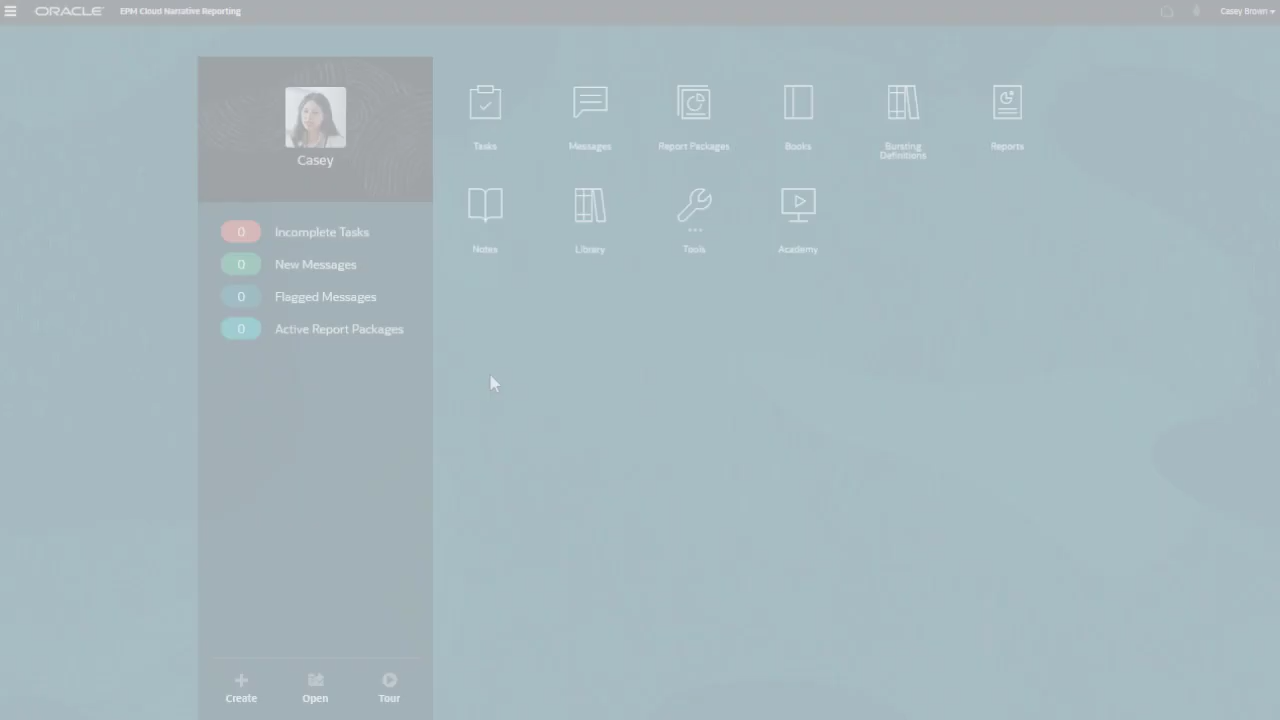 ORACLE EPM Cloud Narrative Reporting Casey Brown
Casey
0 Incomplete Tasks
0 New Messages
0 Flagged Messages
0 Active Report Packages
Tasks Messages Report Packages Books Bursting Definitions Reports
Notes Library Tools Academy
Create Open Tour